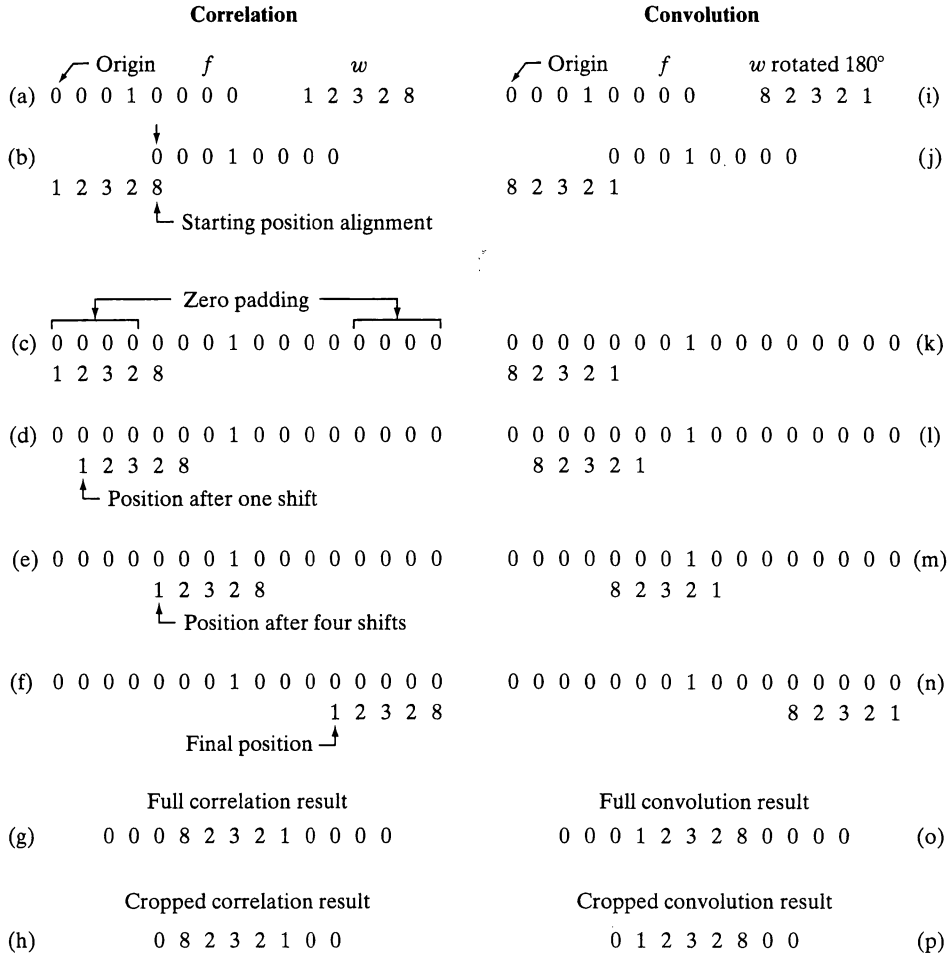 Correlation Convolution
Origin f w Origin f w rotated 180°
(a) 0 0 0 1 0 0 0 0 1 2 3 2 8 0 0 0 1 0 0 0 0 8 2 3 2 1 (i)
(b) 0 0 0 1 0 0 0 0 0 0 0 1 0 0 0 0 (j)
1 2 3 2 8 8 2 3 2 1
Starting position alignment
Zero padding
(c) 0 0 0 0 0 0 0 1 0 0 0 0 0 0 0 0 0 0 0 0 0 0 0 1 0 0 0 0 0 0 0 0 (k)
1 2 3 2 8 8 2 3 2 1
(d) 0 0 0 0 0 0 0 1 0 0 0 0 0 0 0 0 0 0 0 0 0 0 0 1 0 0 0 0 0 0 0 0 (l)
1 2 3 2 8 8 2 3 2 1
Position after one shift
(e) 0 0 0 0 0 0 0 1 0 0 0 0 0 0 0 0 0 0 0 0 0 0 0 1 0 0 0 0 0 0 0 0 (m)
1 2 3 2 8 8 2 3 2 1
Position after four shifts
(f) 0 0 0 0 0 0 0 1 0 0 0 0 0 0 0 0 0 0 0 0 0 0 0 1 0 0 0 0 0 0 0 0 (n)
1 2 3 2 8 8 2 3 2 1
Final position
Full correlation result Full convolution result
(g) 0 0 0 8 2 3 2 1 0 0 0 0 0 0 0 1 2 3 2 8 0 0 0 0 (o)
Cropped correlation result Cropped convolution result
(h) 0 8 2 3 2 1 0 0 0 1 2 3 2 8 0 0 (p)